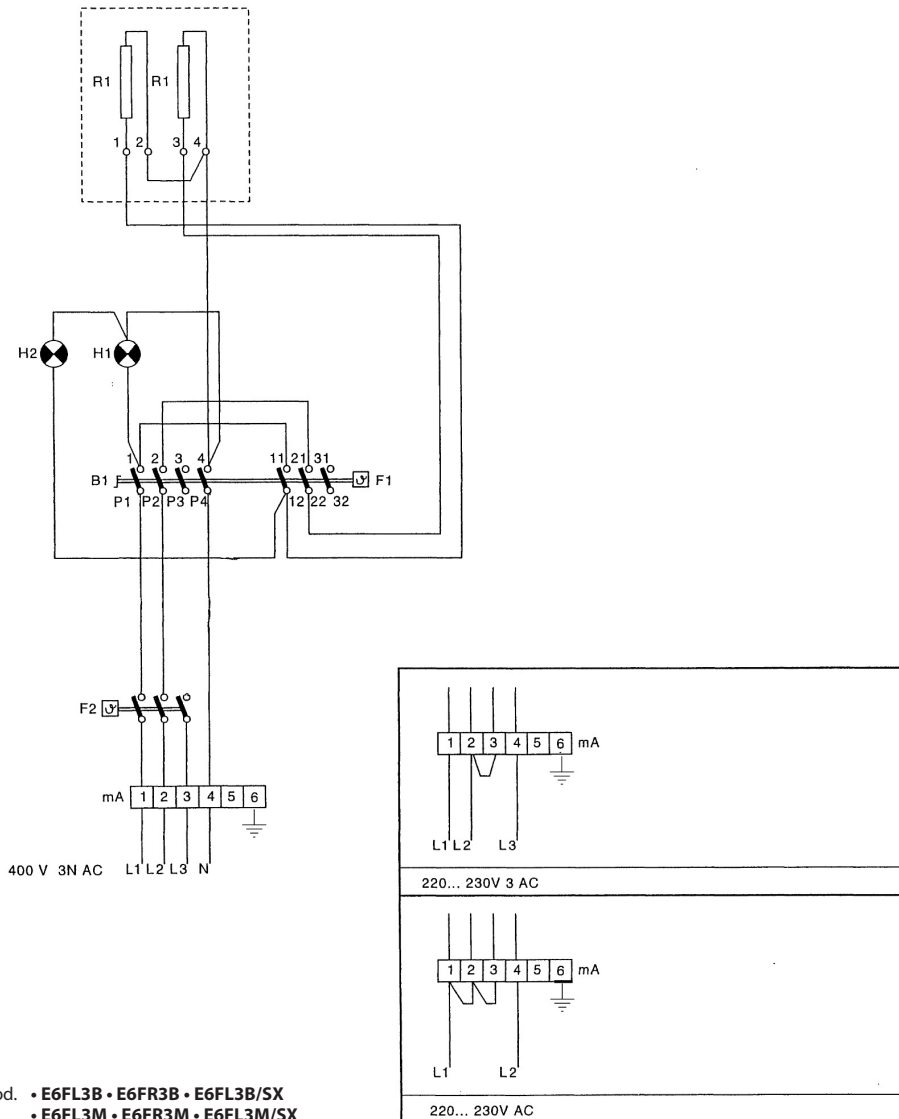 R1 R1
1 2 3 4
H2 H1
1 2 3 4 11 21 31
B1 F1
P1 P2 P3 P4 12 22 32
F2
mA 1 2 3 4 5 6
400 V 3N AC L1 L2 L3 N
1 2 3 4 5 6 mA
L1 L2 L3
220... 230V 3 AC
1 2 3 4 5 6 mA
L1 L2
220... 230V AC
od. • E6FL3B • E6FR3B • E6FL3B/SX
• E6FL3M • E6FR3M • E6FL3M/SX